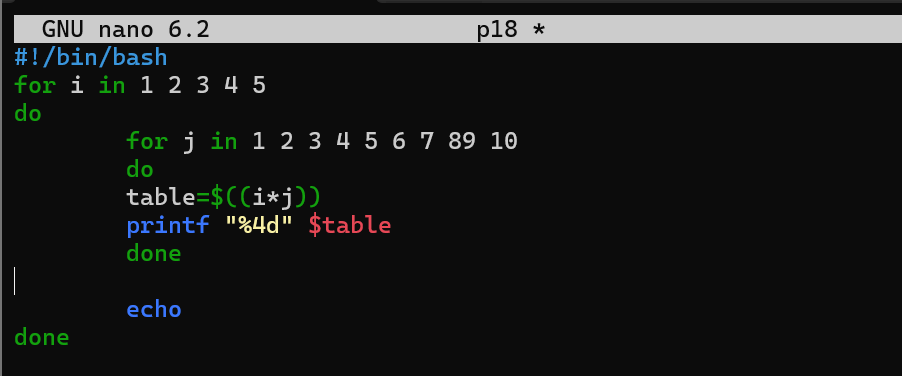 GNU nano 6.2 p18 *
#!/bin/bash
for i in 1 2 3 4 5
do
for j in 1 2 3 4 5 6 7 89 10
do
table=$((i*j))
printf "%4d" $table
done
echo
done